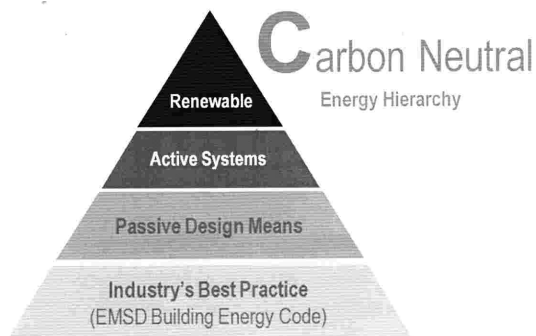 Carbon Neutral
Energy Hierarchy
Renewable
Active Systems
Passive Design Means
Industry's Best Practice
(EMSD Building Energy Code)